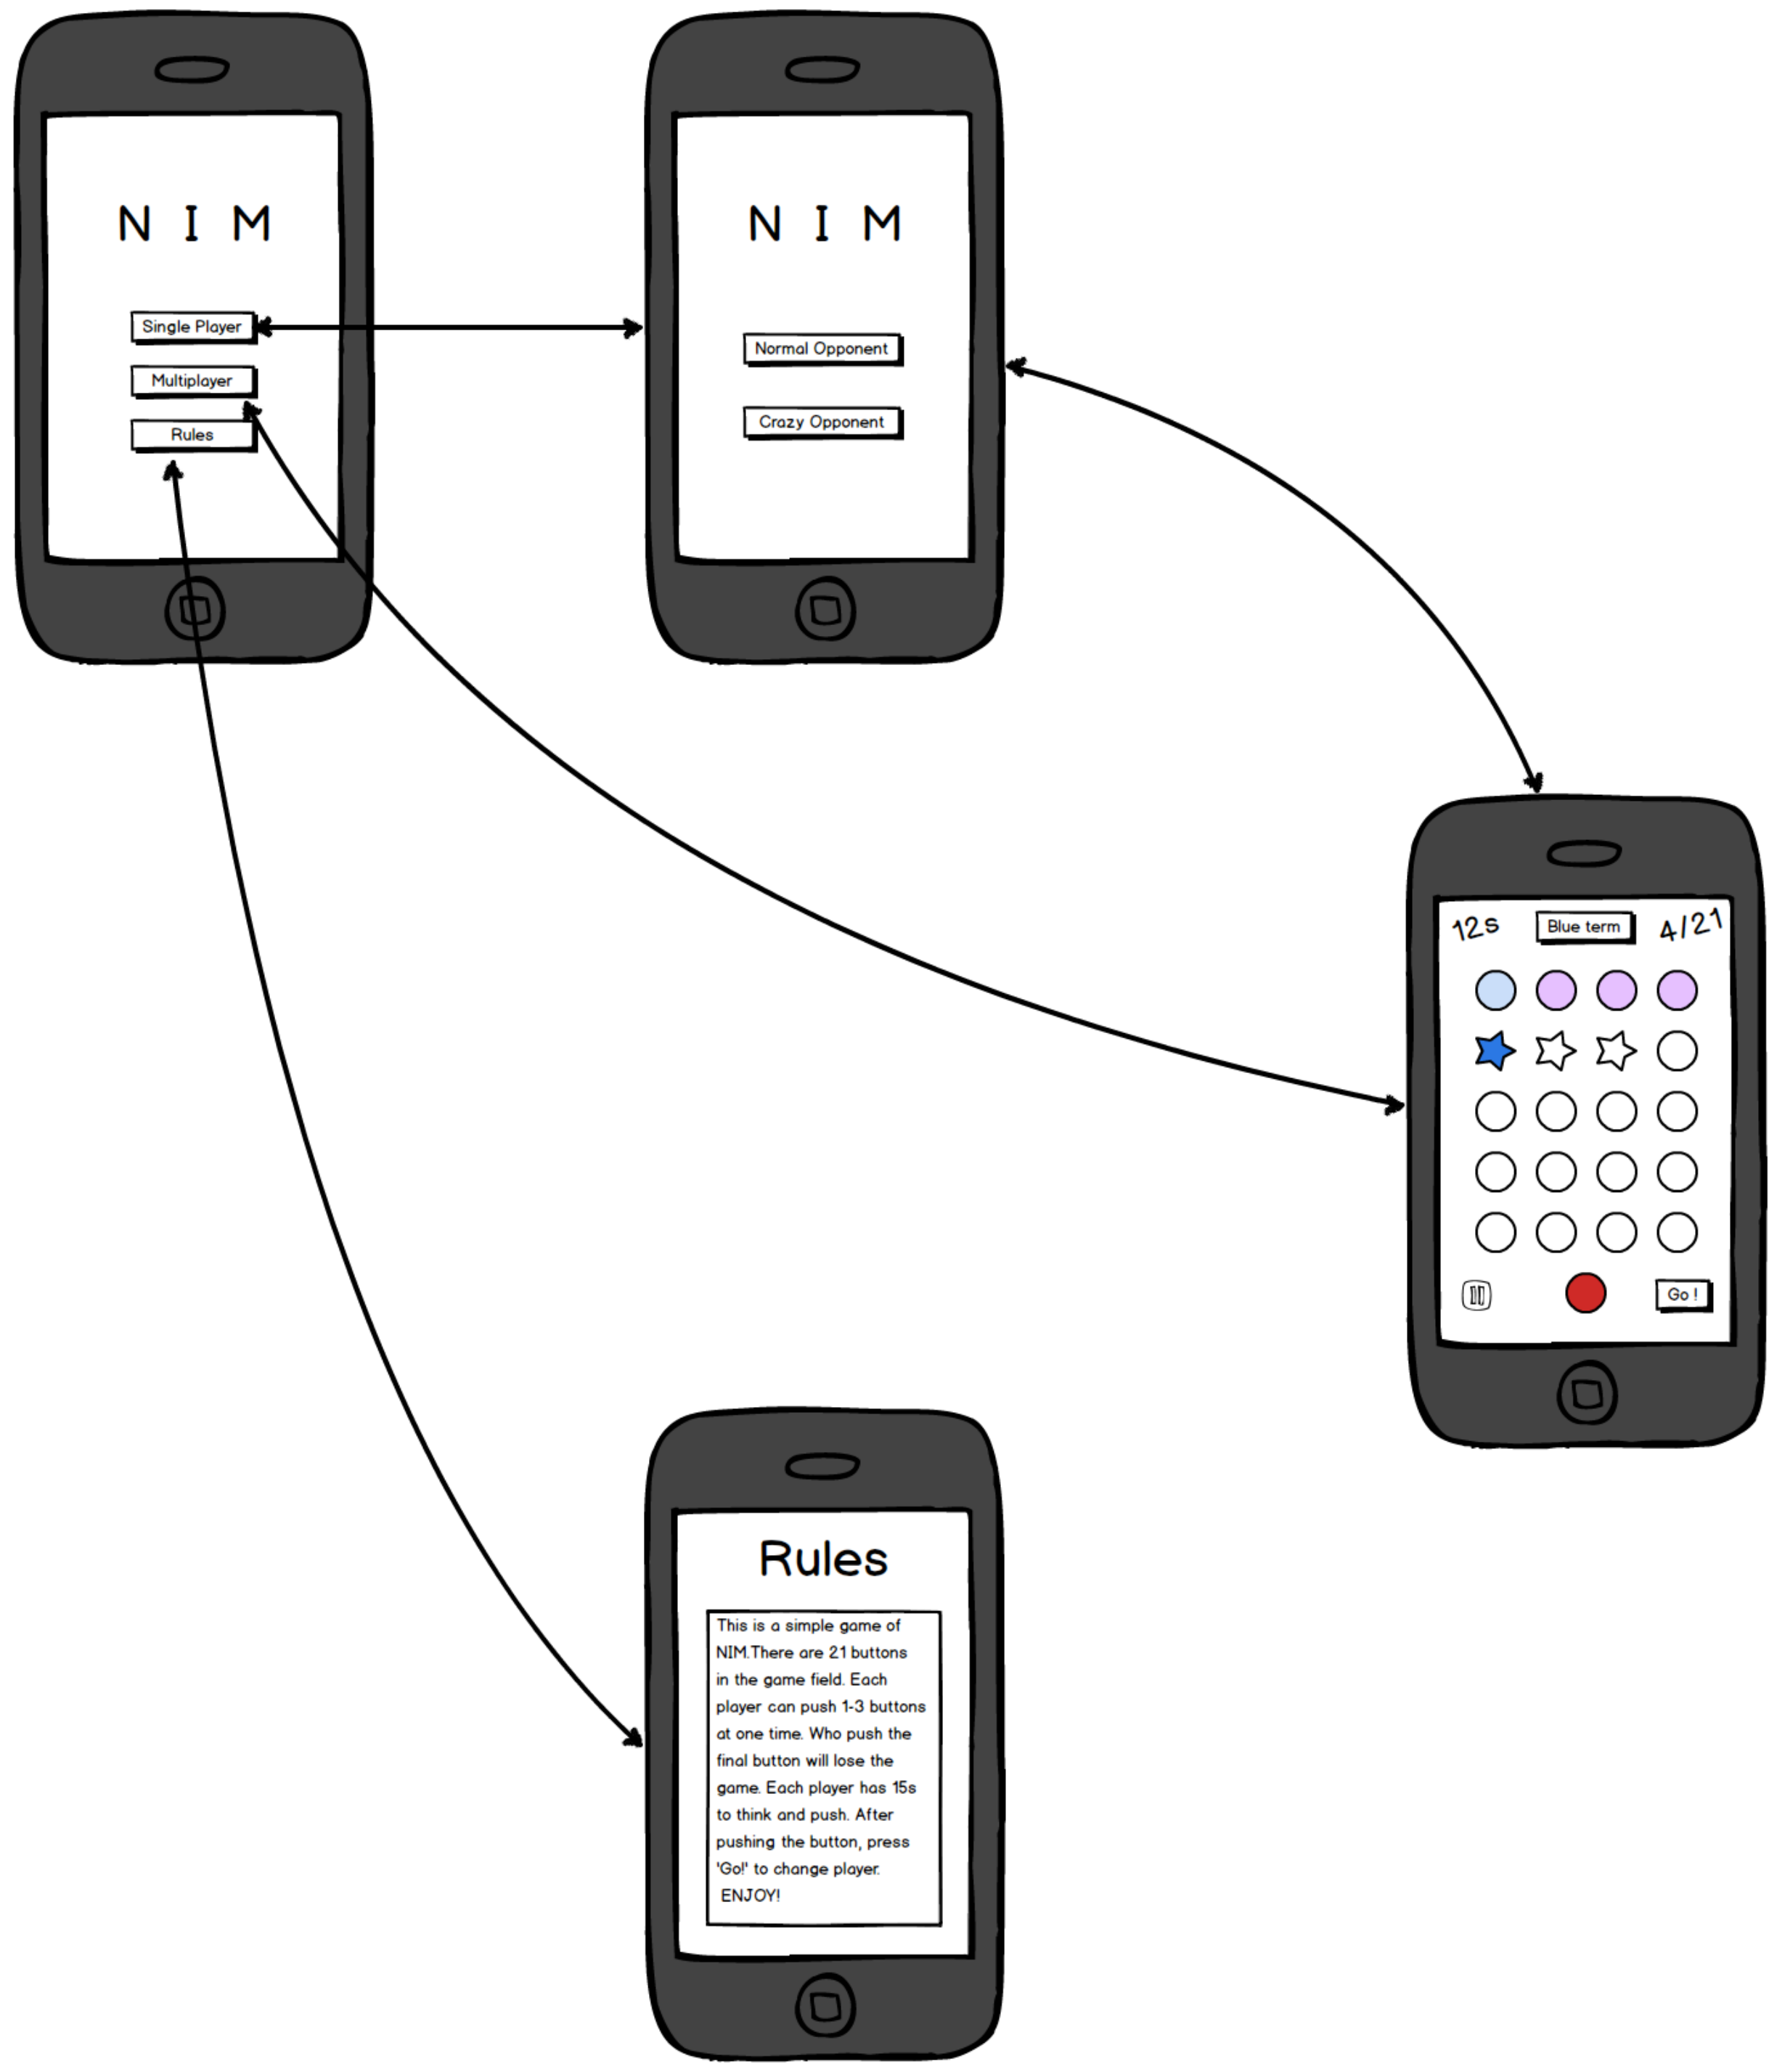 N I M
Single Player
Multiplayer
Rules
N I M
Normal Opponent
Crazy Opponent
12s
Blue term
4/21
Go !
Rules
This is a simple game of
NIM.There are 21 buttons
in the game field. Each
player can push 1-3 buttons
at one time. Who push the
final button will lose the
game. Each player has 15s
to think and push. After
pushing the button, press
'Go!' to change player.
ENJOY!